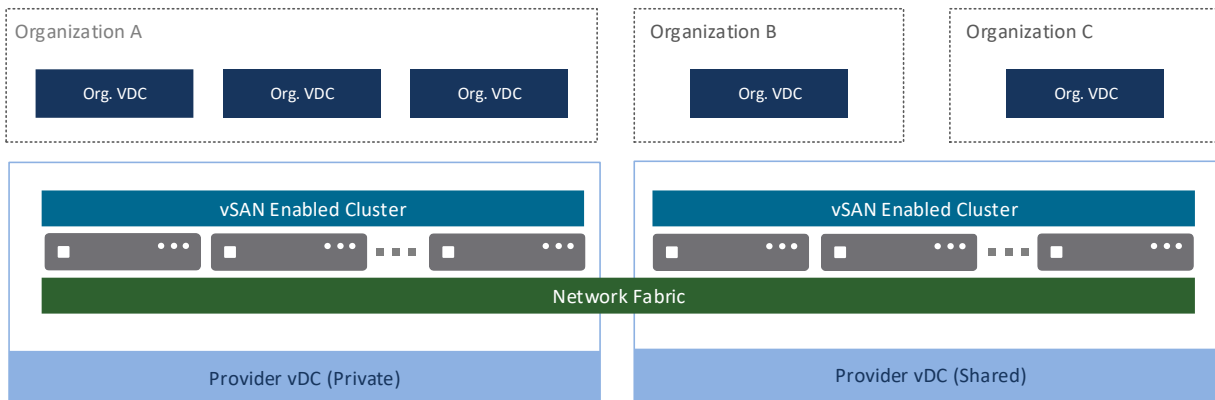 Organization A
Organization B
Organization C
Org. VDC
Org. VDC
Org. VDC
Org. VDC
Org. VDC
vSAN Enabled Cluster
vSAN Enabled Cluster
Network Fabric
Provider vDC (Private)
Provider vDC (Shared)